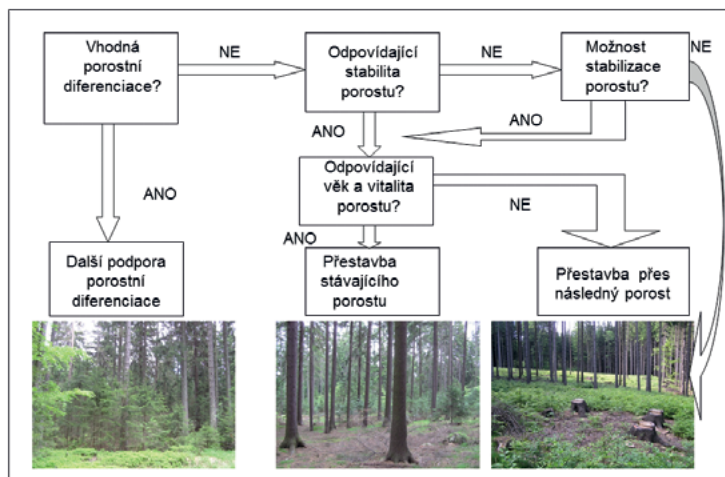 Vhodná
porostní
diferenciace?
NE
Odpovídající
stabilita
porostu?
NE
Možnost
stabilizace
porostu?
NE
ANO
ANO
Odpovídající
věk a vitalita
porostu?
ANO
NE
ANO
Další podpora
porostní
diferenciace
Přestavba
stávajícího
porostu
Přestavba přes
následný porost